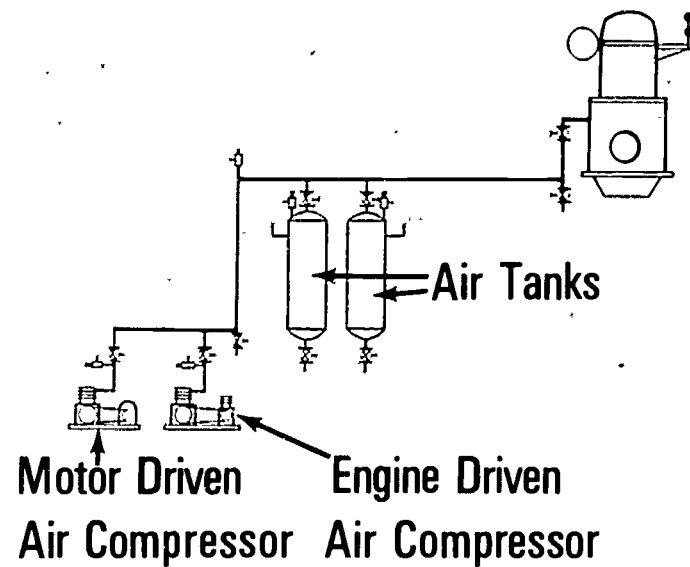 Air Tanks
Motor Driven Engine Driven
Air Compressor Air Compressor